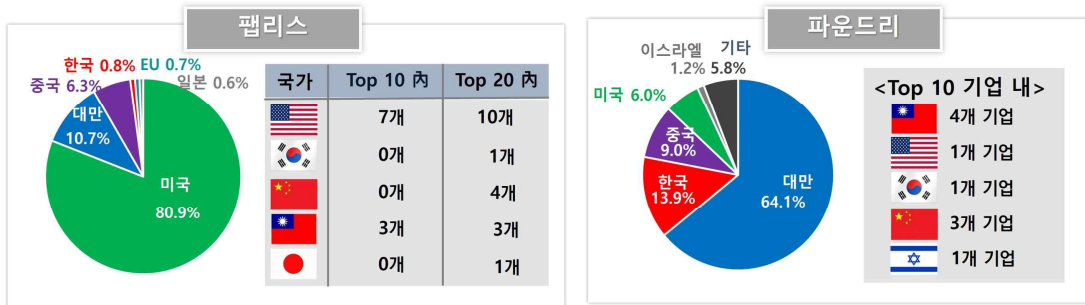 팹리스
한국 0.8%
EU 0.7%
중국 6.3%
일본 0.6%
대만
10.7%
미국
80.9%
국가 Top 10 內 Top 20 內
7개 10개
0개 1개
0개 4개
3개 3개
0개 1개
파운드리
이스라엘
1.2%
기타
5.8%
미국 6.0%
중국
9.0%
한국
13.9%
대만
64.1%
<Top 10 기업 내>
4개 기업
1개 기업
1개 기업
3개 기업
1개 기업